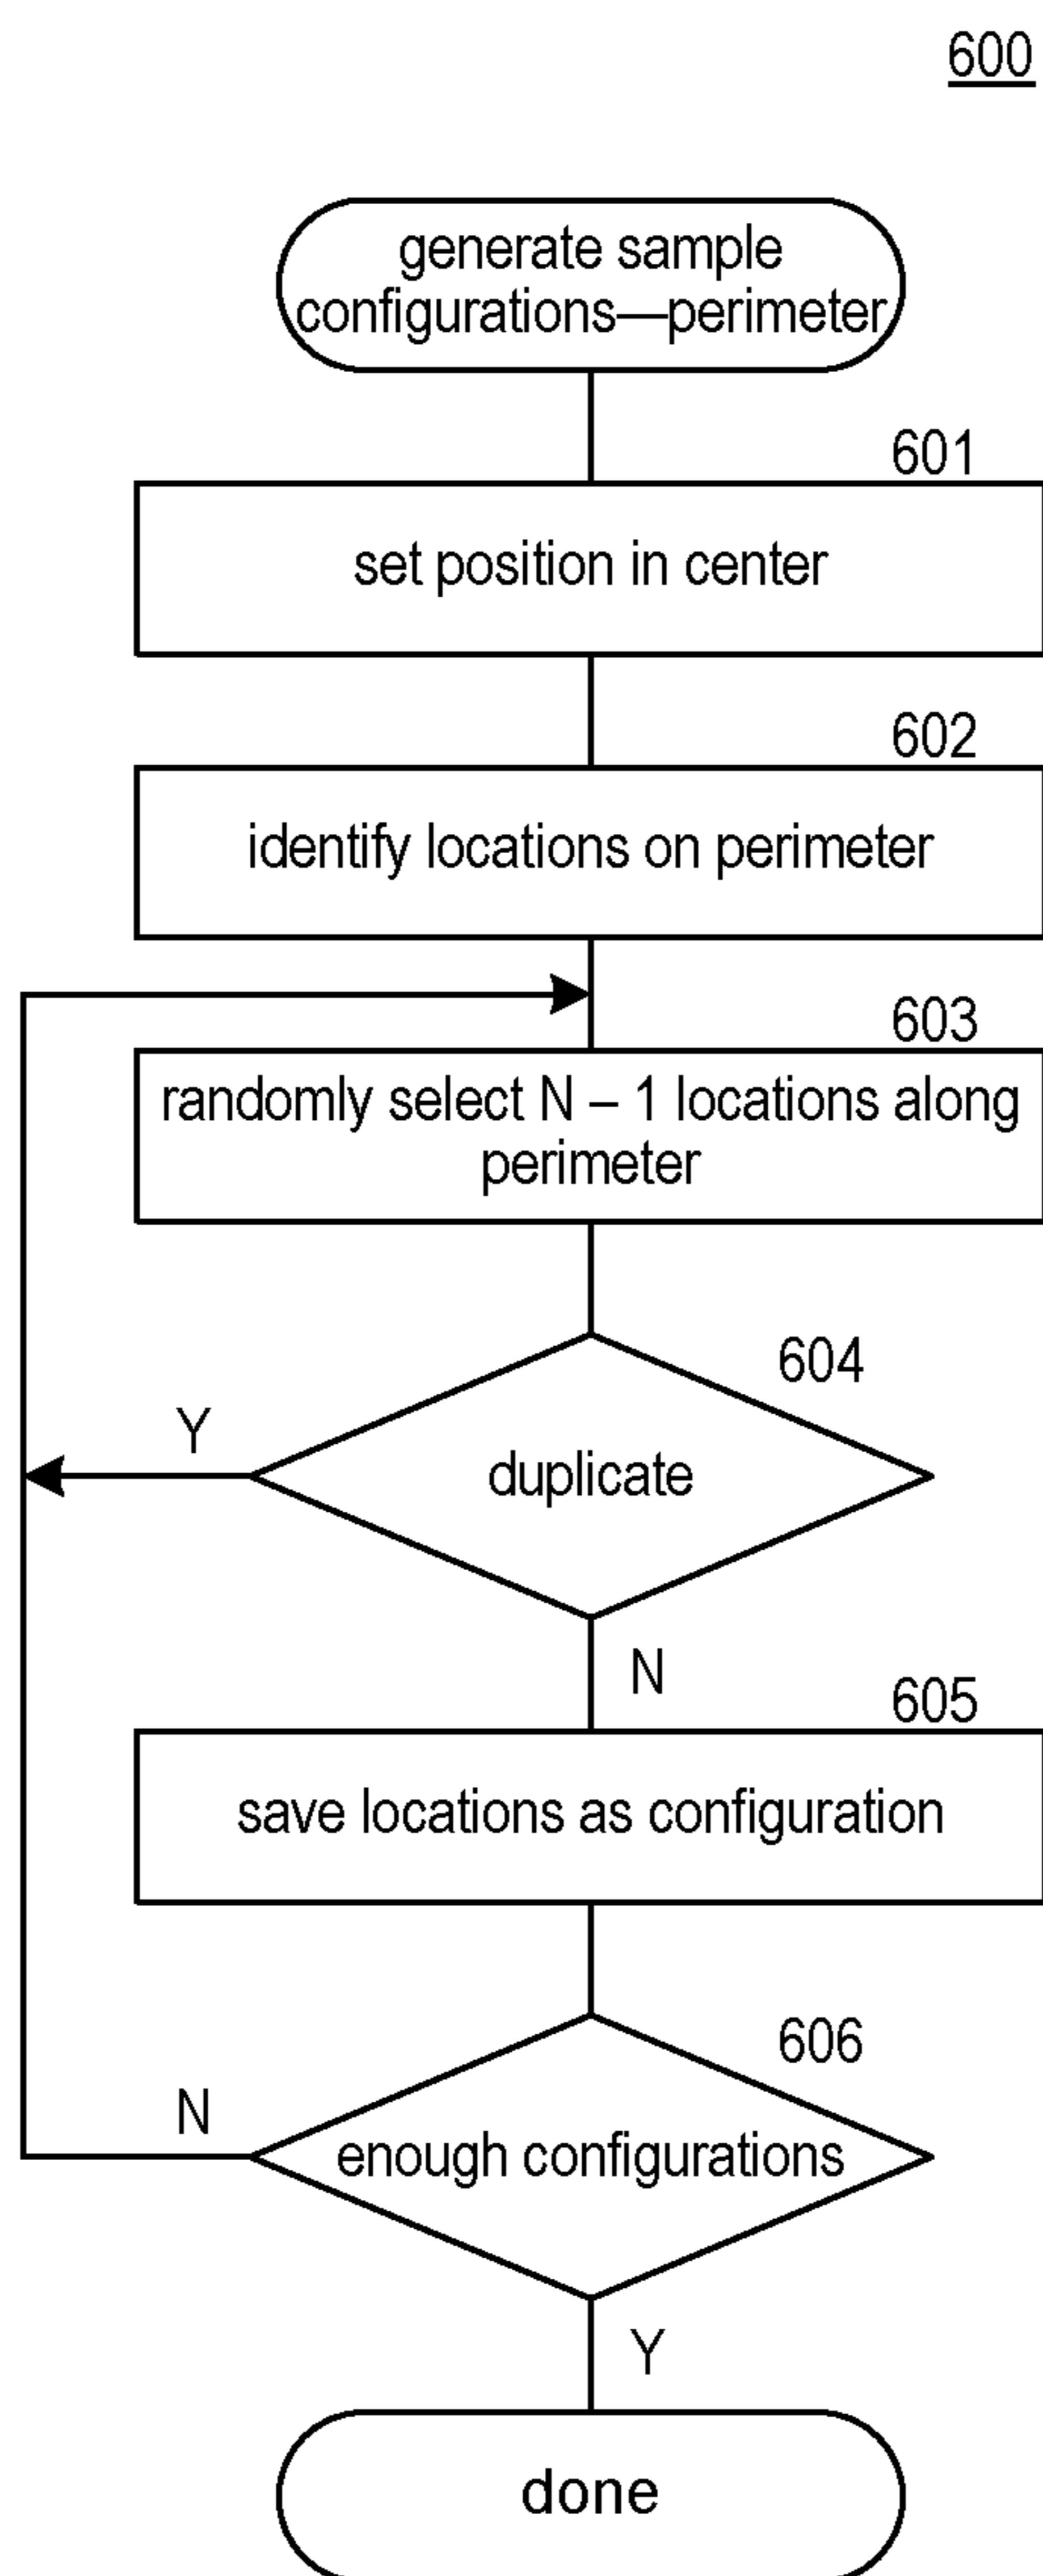 600
generate sample
configurations—perimeter
601
set position in center
602
identify locations on perimeter
603
randomly select N – 1 locations along
perimeter
604
Y
duplicate
N
605
save locations as configuration
606
N
enough configurations
Y
done